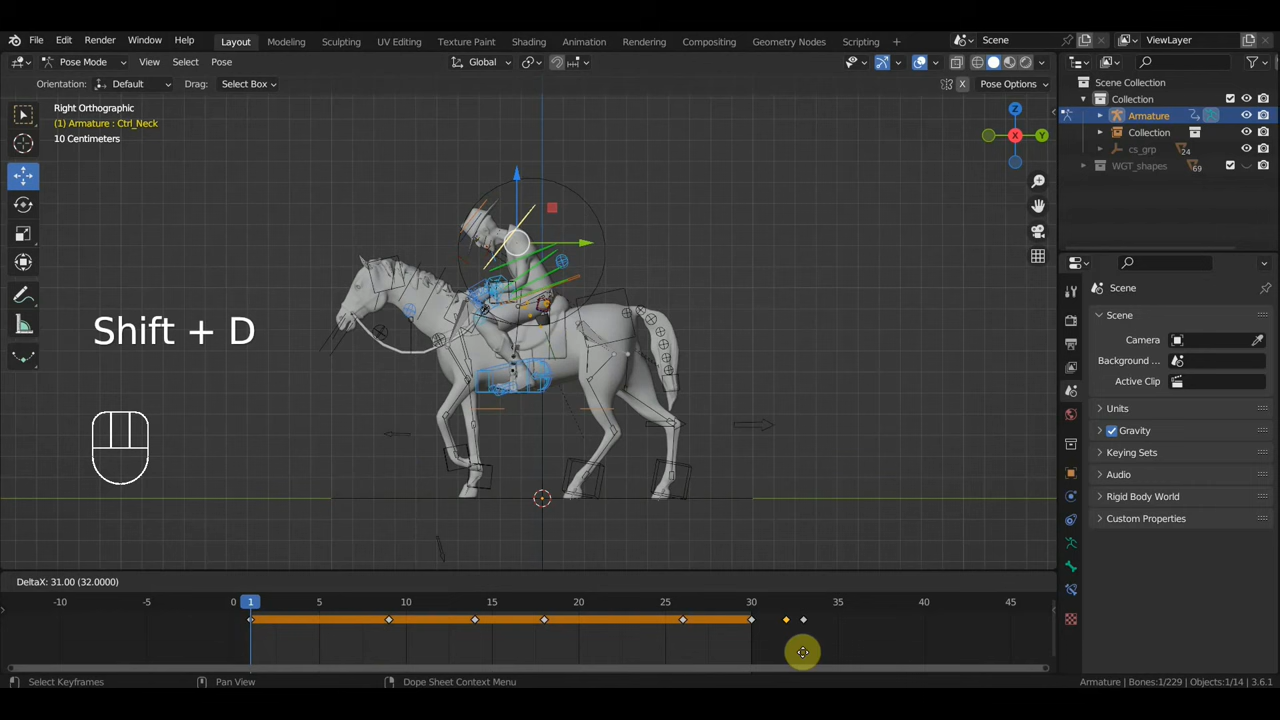 File Edit Render Window Help Layout Modeling Sculpting UV Editing Texture Paint Shading Animation Rendering Compositing Geometry Nodes Scripting + Scene ViewLayer
Pose Mode View Select Pose Global
Orientation: Default Drag: Select Box X Pose Options
Scene Collection
Collection
Armature
Collection
cs_grp 24
WGT_shapes 69
Right Orthographic
(1) Armature : Ctrl_Neck
10 Centimeters
X
Y
Z
Shift + D
Scene
Scene
Camera
Background ...
Active Clip
Units
Gravity
Keying Sets
Audio
Rigid Body World
Custom Properties
DeltaX: 31.00 (32.0000)
-10 -5 0 1 5 10 15 20 25 30 35 40 45
Select Keyframes Pan View Dope Sheet Context Menu Armature | Bones:1/229 | Objects:1/14 | 3.6.1